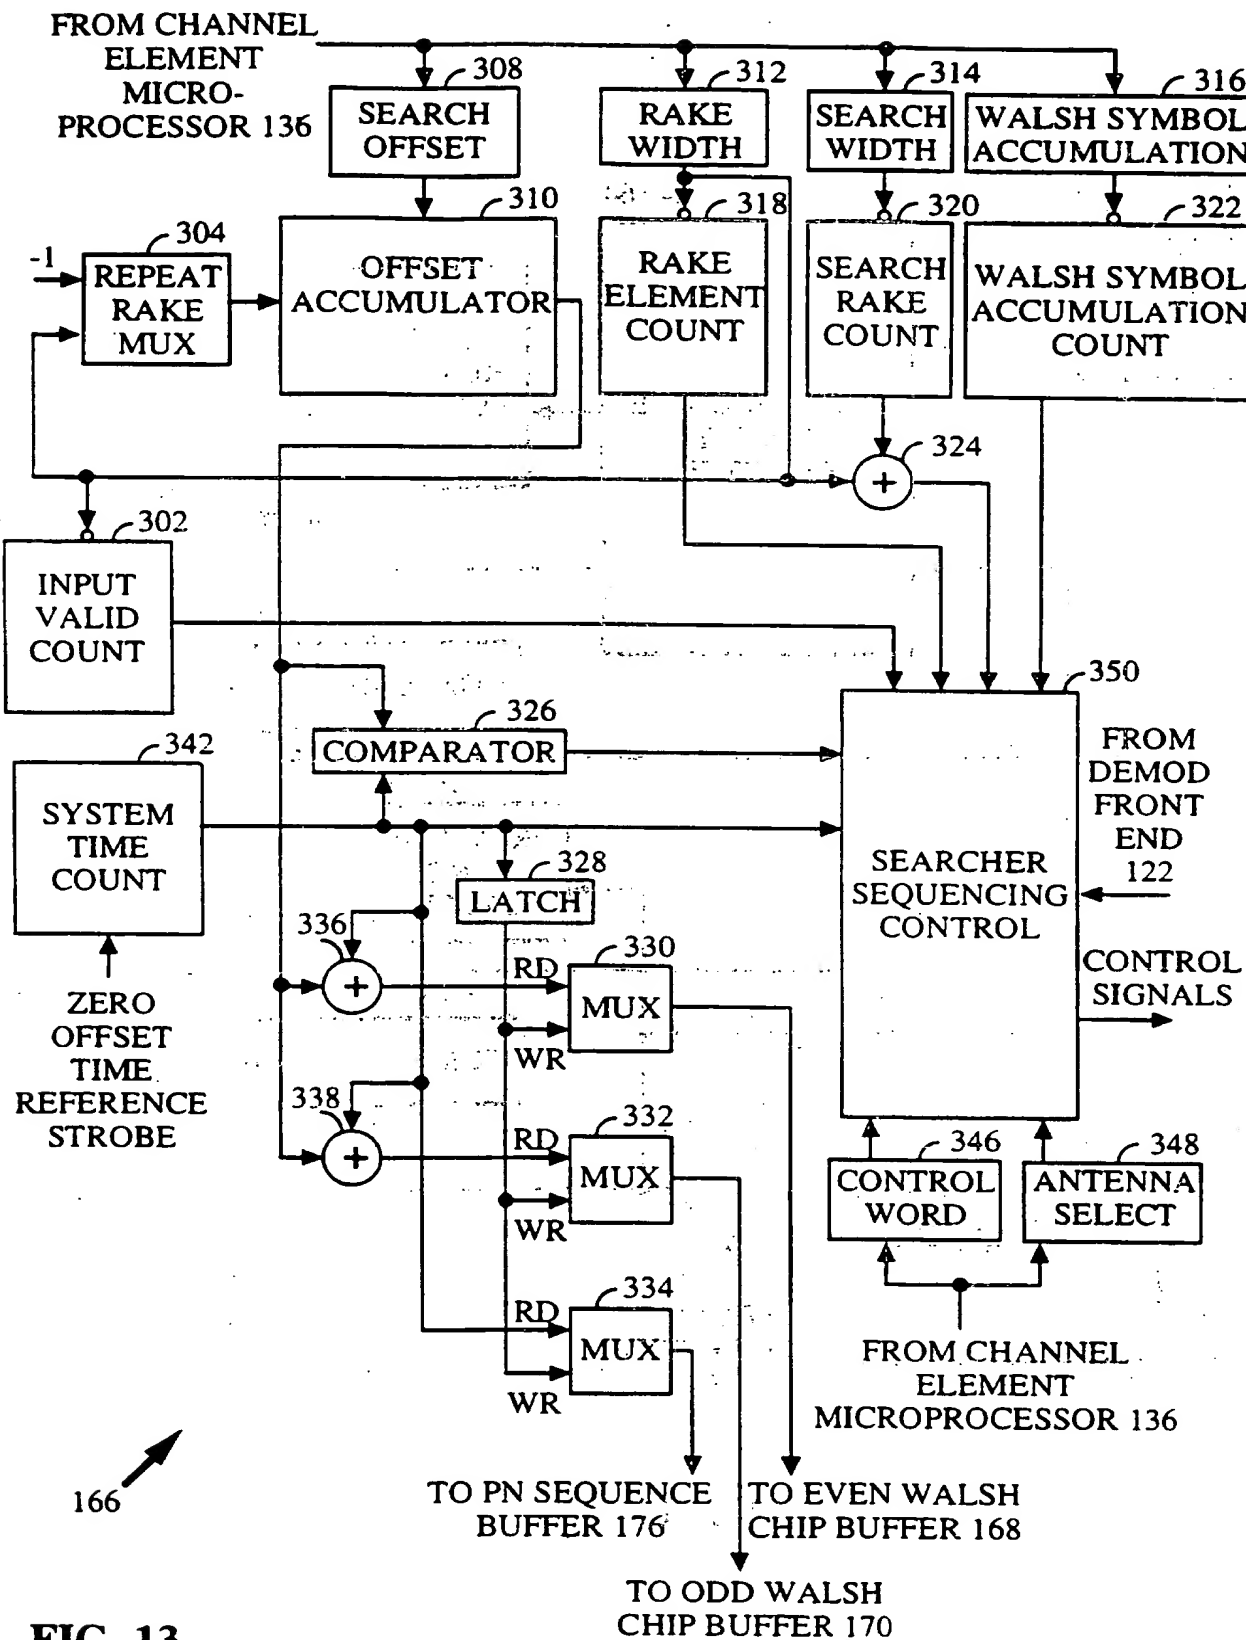 FROM CHANNEL
ELEMENT
MICRO-
PROCESSOR 136
308
SEARCH
OFFSET
312
RAKE
WIDTH
314
SEARCH
WIDTH
316
WALSH SYMBOL
ACCUMULATION
304
-1
REPEAT
RAKE
MUX
310
OFFSET
ACCUMULATOR
318
RAKE
ELEMENT
COUNT
320
SEARCH
RAKE
COUNT
322
WALSH SYMBOL
ACCUMULATION
COUNT
324
+
302
INPUT
VALID
COUNT
326
COMPARATOR
342
SYSTEM
TIME
COUNT
328
LATCH
350
SEARCHER
SEQUENCING
CONTROL
FROM
DEMOD
FRONT
END
122
CONTROL
SIGNALS
ZERO
OFFSET
TIME
REFERENCE
STROBE
336
+
RD
330
MUX
WR
338
+
RD
332
MUX
WR
RD
334
MUX
WR
346
CONTROL
WORD
348
ANTENNA
SELECT
FROM CHANNEL
ELEMENT
MICROPROCESSOR 136
166
TO PN SEQUENCE
BUFFER 176
TO EVEN WALSH
CHIP BUFFER 168
TO ODD WALSH
CHIP BUFFER 170
FIG. 13